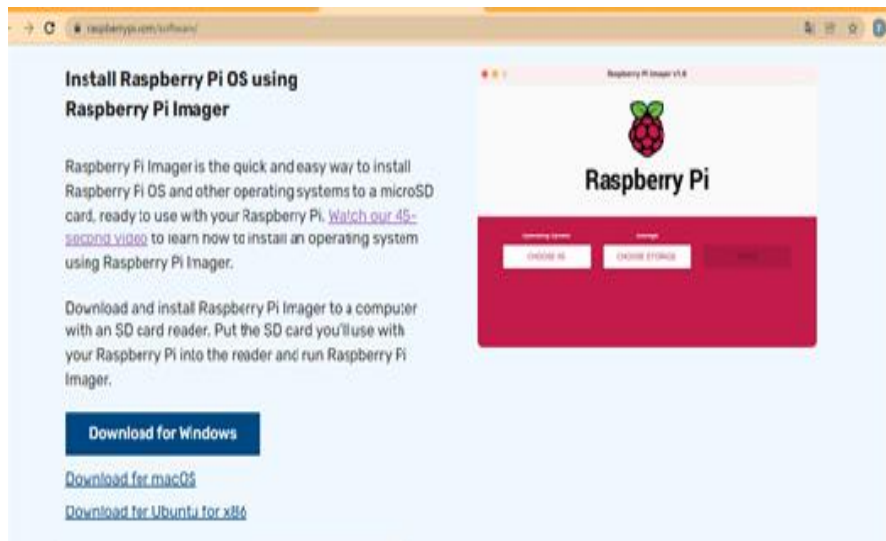 raspberrypi.com/software/
Install Raspberry Pi OS using
Raspberry Pi Imager
Raspberry Pi Imager is the quick and easy way to install
Raspberry Pi OS and other operating systems to a microSD
card, ready to use with your Raspberry Pi. Watch our 45-
second video to learn how to install an operating system
using Raspberry Pi Imager.
Download and install Raspberry Pi Imager to a computer
with an SD card reader. Put the SD card you'll use with
your Raspberry Pi into the reader and run Raspberry Pi
Imager.
Download for Windows
Download for macOS
Download for Ubuntu for x86
Raspberry Pi Imager v1.6
Raspberry Pi
Operating System
Storage
CHOOSE OS
CHOOSE STORAGE